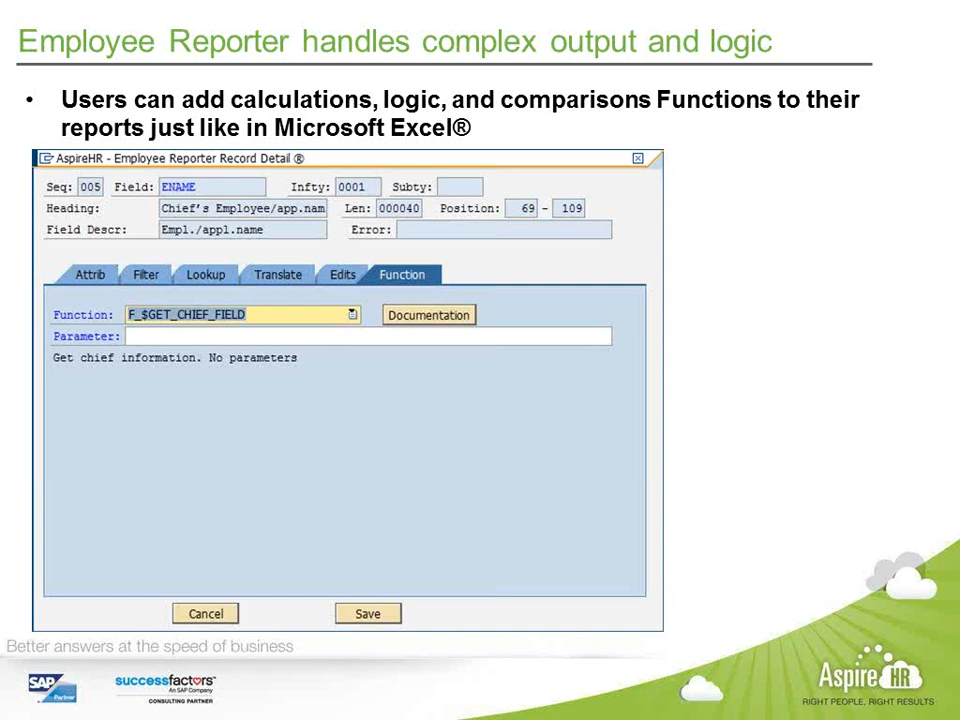 Employee Reporter handles complex output and logic
• Users can add calculations, logic, and comparisons Functions to their
reports just like in Microsoft Excel®
AspireHR - Employee Reporter Record Detail ®
Seq: 005 Field: ENAME Infty: 0001 Subty:
Heading: Chief's Employee/app.nam Len: 000040 Position: 69 - 109
Field Descr: Empl./appl.name Error:
Attrib Filter Lookup Translate Edits Function
Function: F_$GET_CHIEF_FIELD Documentation
Parameter:
Get chief information. No parameters
Cancel Save
Better answers at the speed of business
SAP Partner
successfactors™
An SAP Company
CONSULTING PARTNER
Aspire HR
RIGHT PEOPLE, RIGHT RESULTS